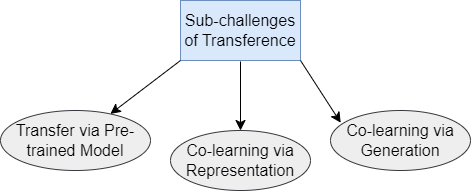 Sub-challenges
of Transference
Transfer via Pre-
trained Model
Co-learning via
Representation
Co-learning via
Generation